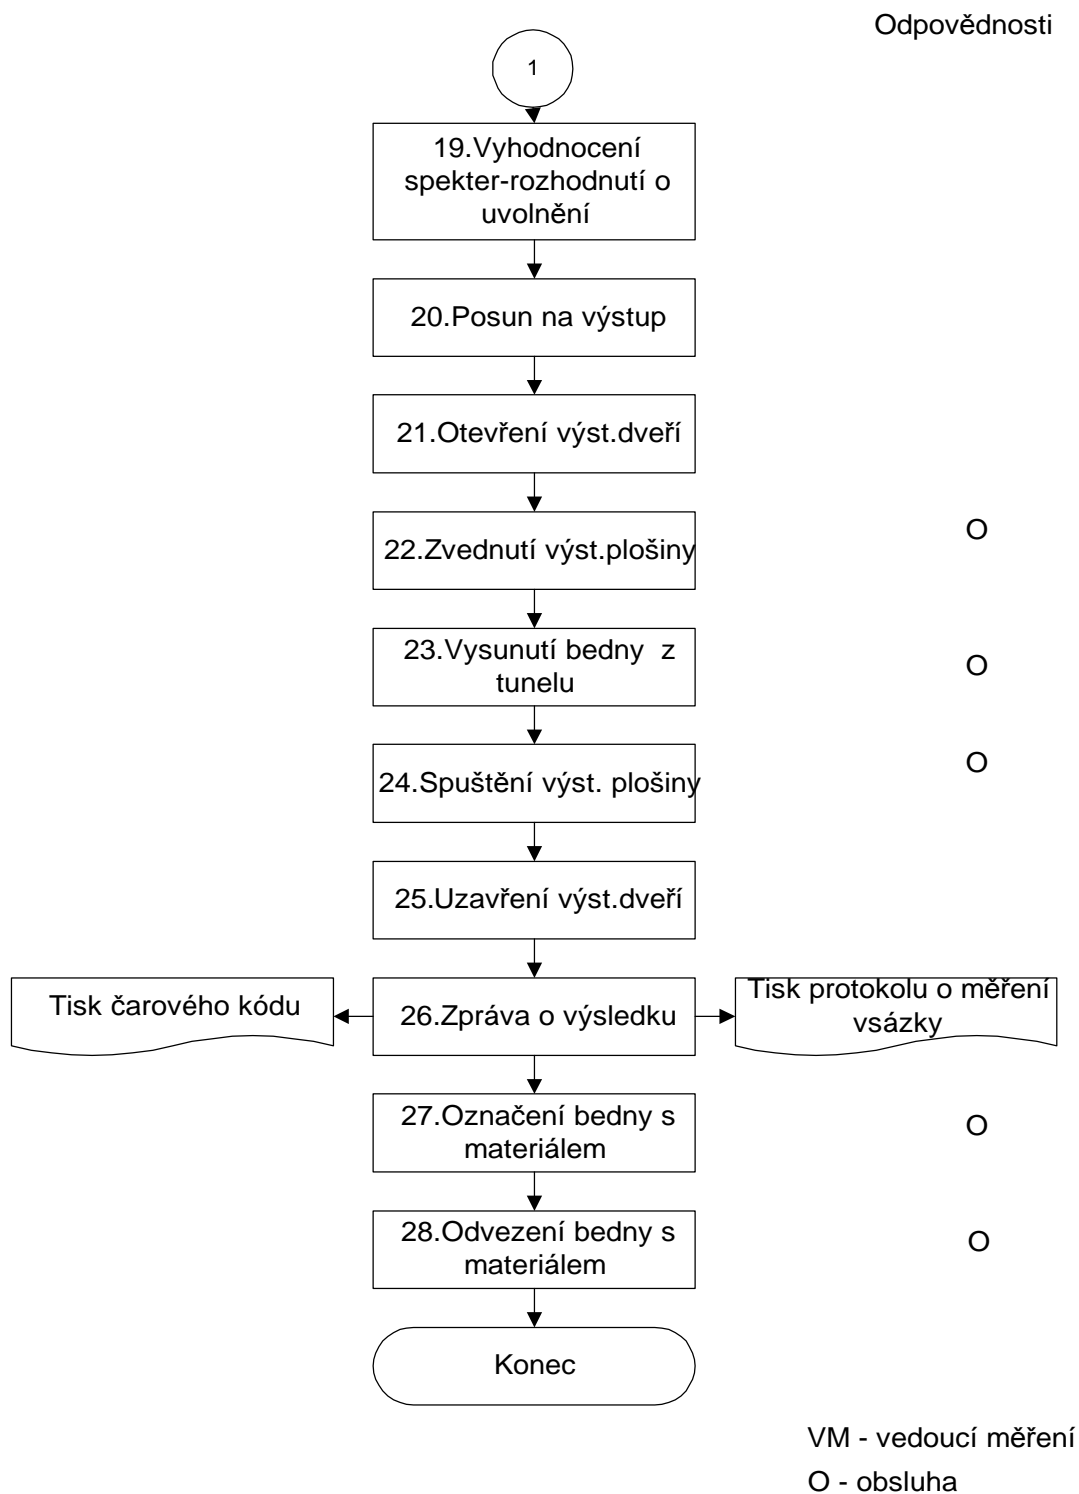 Odpovědnosti
1
19.Vyhodnocení
spekter-rozhodnutí o
uvolnění
20.Posun na výstup
21.Otevření výst.dveří
22.Zvednutí výst.plošiny
O
23.Vysunutí bedny z
tunelu
O
24.Spuštění výst. plošiny
O
25.Uzavření výst.dveří
Tisk čarového kódu
26.Zpráva o výsledku
Tisk protokolu o měření
vsázky
27.Označení bedny s
materiálem
O
28.Odvezení bedny s
materiálem
O
Konec
VM - vedoucí měření
O - obsluha